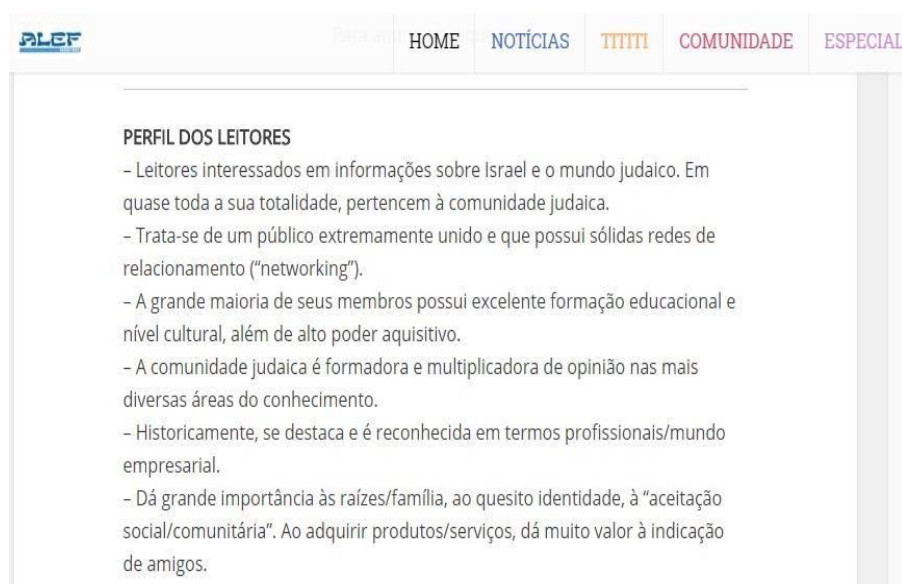 ALEF
HOME NOTÍCIAS TITITI COMUNIDADE ESPECIAL
PERFIL DOS LEITORES
– Leitores interessados em informações sobre Israel e o mundo judaico. Em
quase toda a sua totalidade, pertencem à comunidade judaica.
– Trata-se de um público extremamente unido e que possui sólidas redes de
relacionamento (“networking”).
– A grande maioria de seus membros possui excelente formação educacional e
nível cultural, além de alto poder aquisitivo.
– A comunidade judaica é formadora e multiplicadora de opinião nas mais
diversas áreas do conhecimento.
– Historicamente, se destaca e é reconhecida em termos profissionais/mundo
empresarial.
– Dá grande importância às raízes/família, ao quesito identidade, à “aceitação
social/comunitária”. Ao adquirir produtos/serviços, dá muito valor à indicação
de amigos.